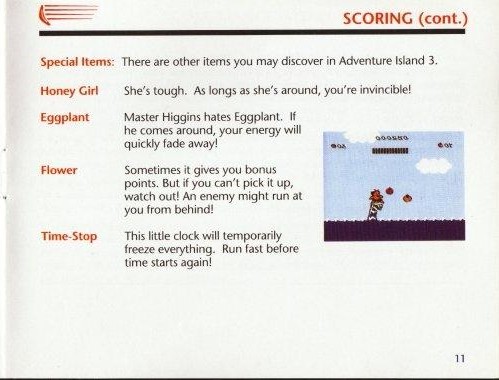 SCORING (cont.)
Special Items: There are other items you may discover in Adventure Island 3.
Honey Girl She's tough. As longs as she's around, you're invincible!
Eggplant Master Higgins hates Eggplant. If
he comes around, your energy will
quickly fade away!
Flower Sometimes it gives you bonus
points. But if you can't pick it up,
watch out! An enemy might run at
you from behind!
Time-Stop This little clock will temporarily
freeze everything. Run fast before
time starts again!
11